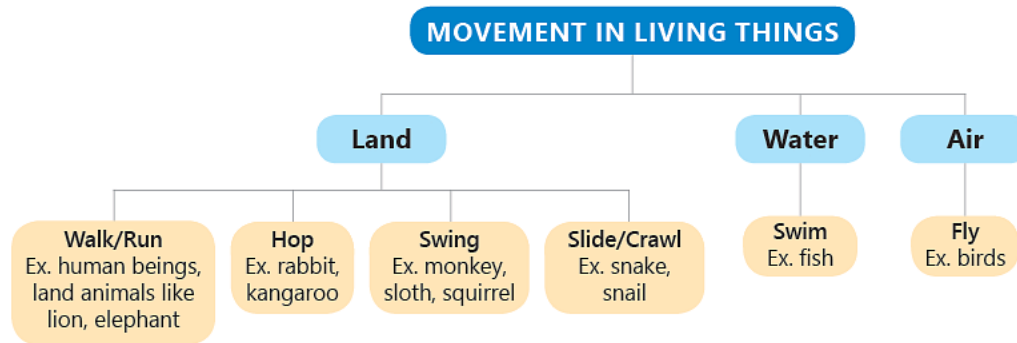 MOVEMENT IN LIVING THINGS
Land
Water
Air
Walk/Run
Ex. human beings,
land animals like
lion, elephant
Hop
Ex. rabbit,
kangaroo
Swing
Ex. monkey,
sloth, squirrel
Slide/Crawl
Ex. snake,
snail
Swim
Ex. fish
Fly
Ex. birds